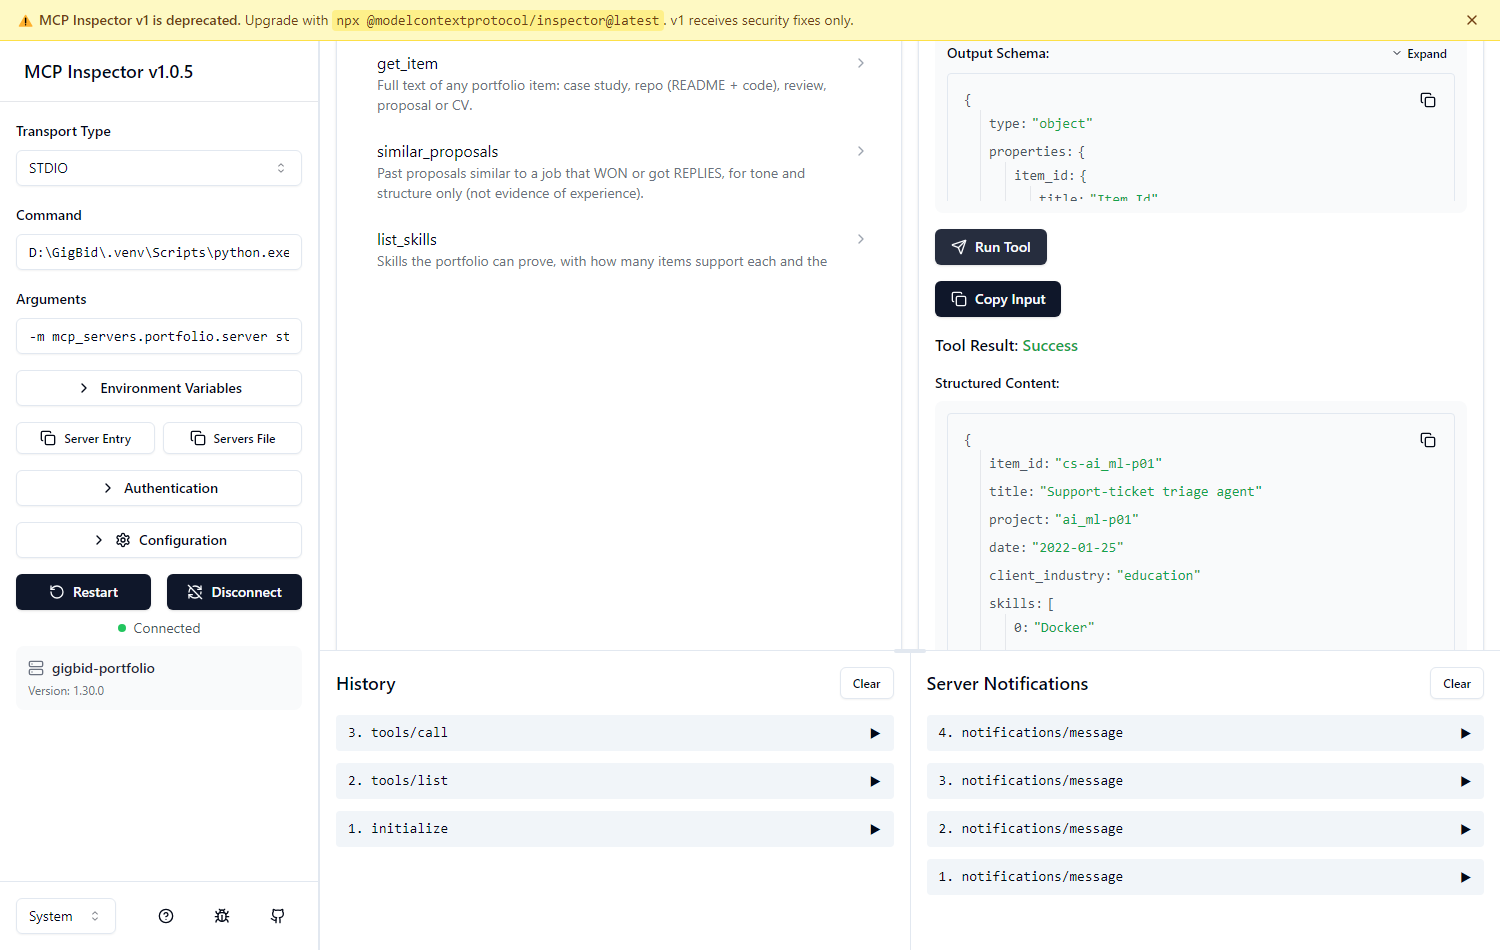 MCP Inspector v1 is deprecated. Upgrade with npx @modelcontextprotocol/inspector@latest. v1 receives security fixes only.
MCP Inspector v1.0.5
Transport Type
STDIO
Command
D:\GigBid\.venv\Scripts\python.exe
Arguments
-m mcp_servers.portfolio.server st
Environment Variables
Server Entry
Servers File
Authentication
Configuration
Restart
Disconnect
Connected
gigbid-portfolio
Version: 1.30.0
System
get_item
Full text of any portfolio item: case study, repo (README + code), review,
proposal or CV.
similar_proposals
Past proposals similar to a job that WON or got REPLIES, for tone and
structure only (not evidence of experience).
list_skills
Skills the portfolio can prove, with how many items support each and the
Output Schema:
Expand
{
type: "object"
properties: {
item_id: {
title: "Item Id"
Run Tool
Copy Input
Tool Result: Success
Structured Content:
{
item_id: "cs-ai_ml-p01"
title: "Support-ticket triage agent"
project: "ai_ml-p01"
date: "2022-01-25"
client_industry: "education"
skills: [
0: "Docker"
History
Clear
3. tools/call
2. tools/list
1. initialize
Server Notifications
Clear
4. notifications/message
3. notifications/message
2. notifications/message
1. notifications/message